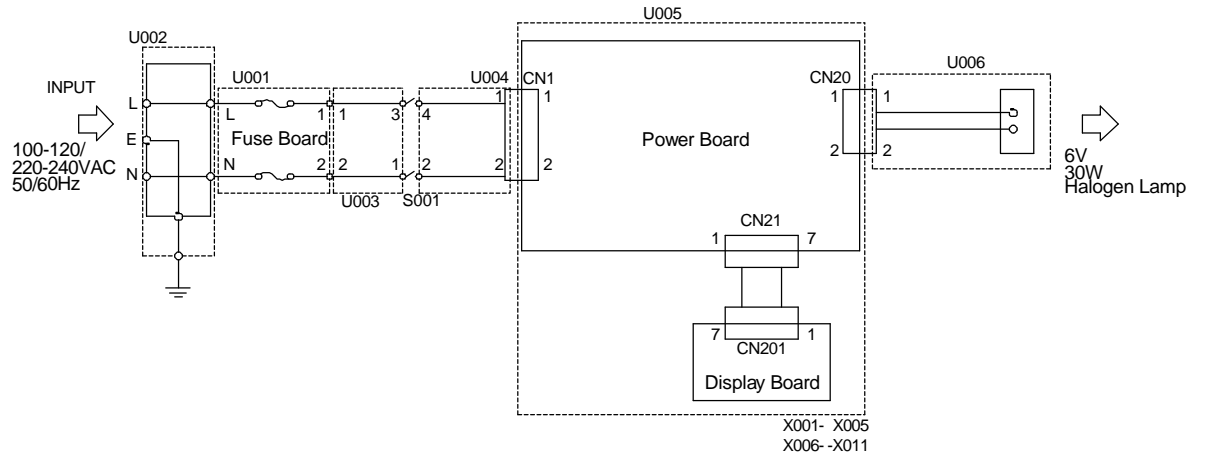 U005
U002
U006
INPUT
U001
U004
CN1
CN20
L
L
1
1
3
4
1
1
1
1
E
Fuse Board
Power Board
100-120/
220-240VAC
50/60Hz
N
N
2
2
1
2
2
2
2
2
6V
30W
Halogen Lamp
U003
S001
CN21
1
7
7
1
CN201
Display Board
X001- X005
X006- -X011